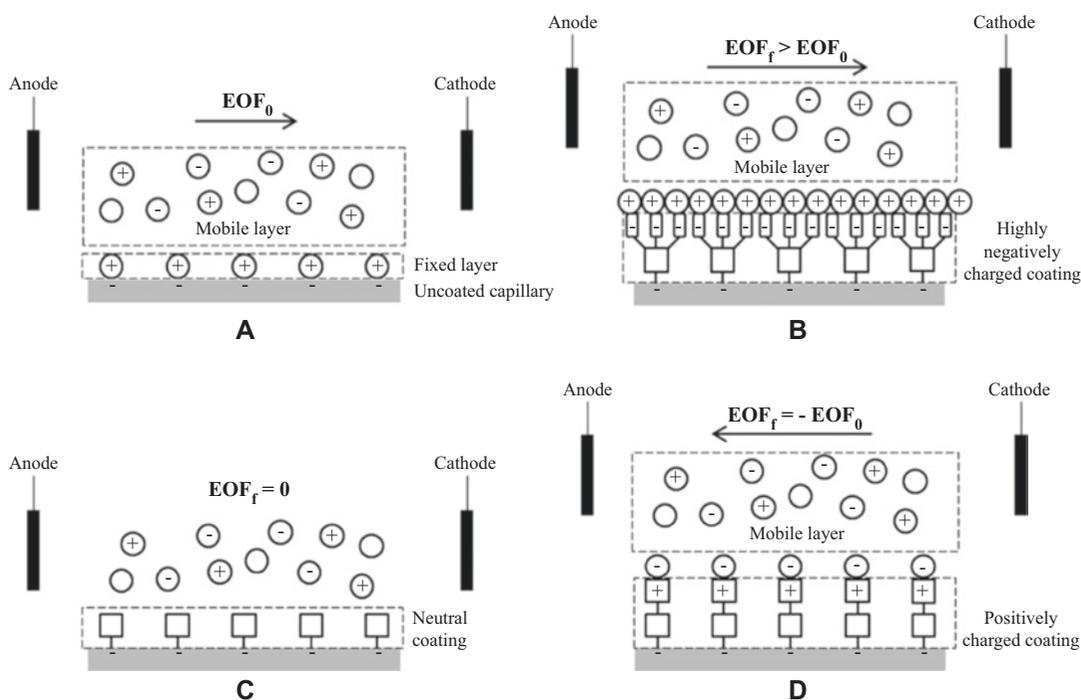 Anode
Cathode
EOF0
+ - - + 
- + - +
Mobile layer
+ + + + +
Fixed layer
- - - - -
Uncoated capillary
A
Anode
Cathode
EOFf > EOF0
+ - - +
- + - +
Mobile layer
+ + + + + + + + + + + + + + +
- - - - - - - - - - - - - - -
Highly
negatively
charged coating
- - - - -
B
Anode
Cathode
EOFf = 0
+ - - +
- + - +
Neutral
coating
- - - - -
C
Anode
Cathode
EOFf = - EOF0
+ - - +
- + - +
Mobile layer
- - - - -
+ + + + +
Positively
charged coating
- - - - -
D